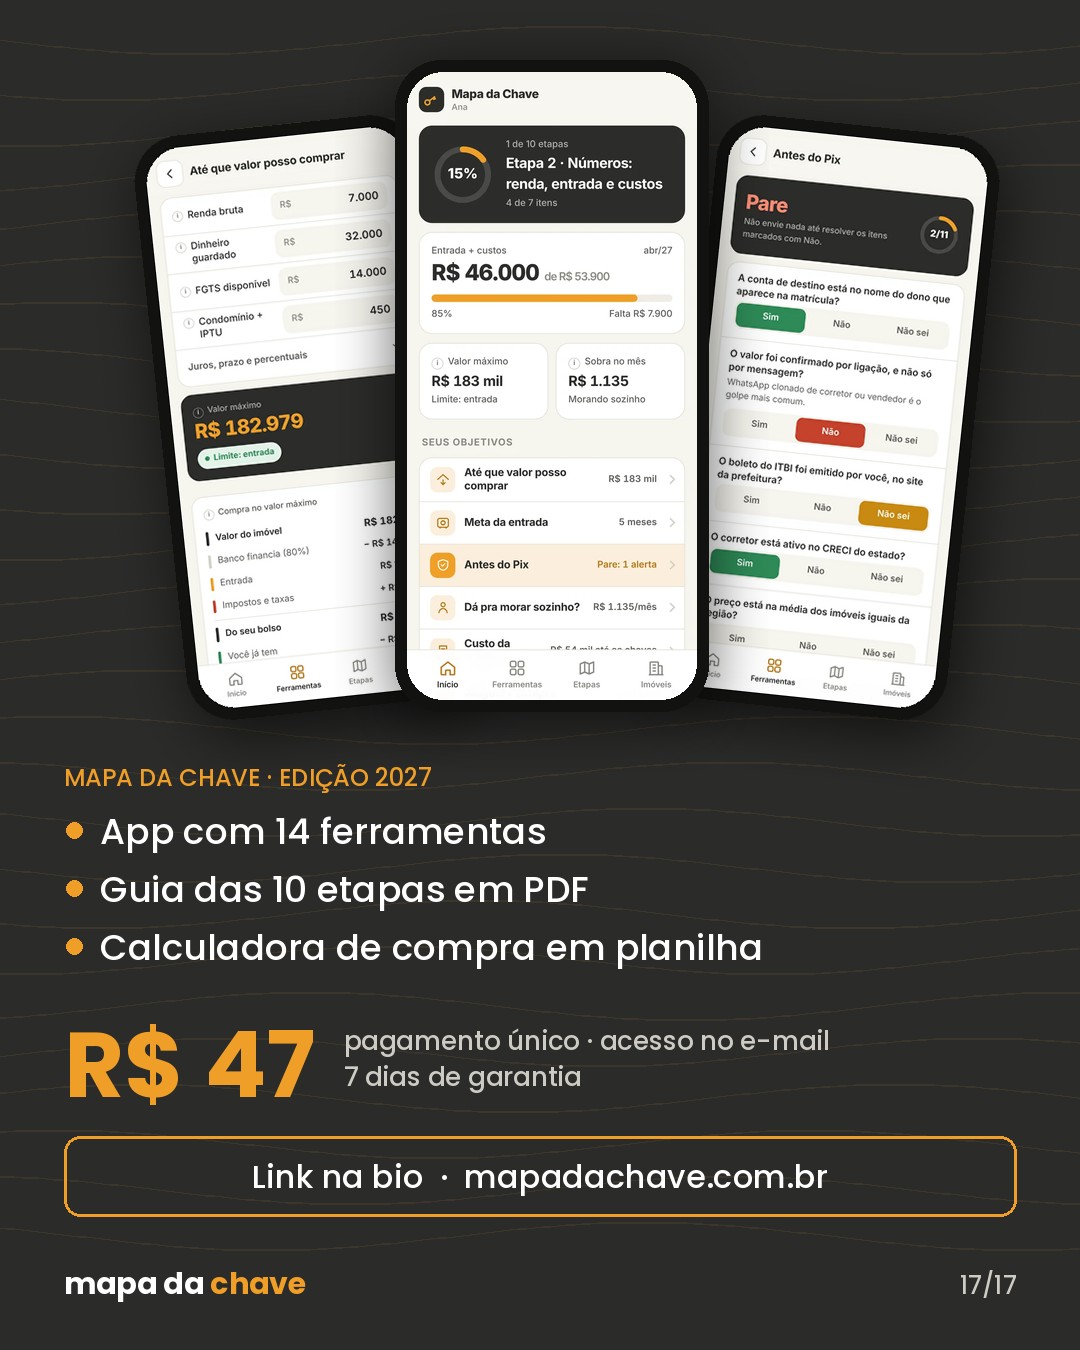 Até que valor posso comprar
Renda bruta
R$ 7.000
Dinheiro
guardado
R$ 32.000
FGTS disponível
R$ 14.000
Condomínio +
IPTU
R$ 450
Juros, prazo e percentuais
Valor máximo
R$ 182.979
Limite: entrada
Compra no valor máximo
Valor do imóvel
R$ 182
Banco financia (80%)
− R$ 14
Entrada
R$
Impostos e taxas
+ R
Do seu bolso
R$
Você já tem
− R
Início
Ferramentas
Etapas
Mapa da Chave
Ana
15%
1 de 10 etapas
Etapa 2 · Números:
renda, entrada e custos
4 de 7 itens
Entrada + custos
abr/27
R$ 46.000 de R$ 53.900
85%
Falta R$ 7.900
Valor máximo
R$ 183 mil
Limite: entrada
Sobra no mês
R$ 1.135
Morando sozinho
SEUS OBJETIVOS
Até que valor posso
comprar
R$ 183 mil
Meta da entrada
5 meses
Antes do Pix
Pare: 1 alerta
Dá pra morar sozinho?
R$ 1.135/mês
Custo da
Início
Ferramentas
Etapas
Imóveis
Antes do Pix
Pare
Não envie nada até resolver os itens
marcados com Não.
2/11
A conta de destino está no nome do dono que
aparece na matrícula?
Sim Não Não sei
O valor foi confirmado por ligação, e não só
por mensagem?
WhatsApp clonado de corretor ou vendedor é o
golpe mais comum.
Sim Não Não sei
O boleto do ITBI foi emitido por você, no site
da prefeitura?
Sim Não Não sei
O corretor está ativo no CRECI do estado?
Sim Não Não sei
preço está na média dos imóveis iguais da
egião?
Sim Não Não sei
cio
Ferramentas
Etapas
Imóveis
MAPA DA CHAVE · EDIÇÃO 2027
App com 14 ferramentas
Guia das 10 etapas em PDF
Calculadora de compra em planilha
R$ 47
pagamento único · acesso no e-mail
7 dias de garantia
Link na bio · mapadachave.com.br
mapa da chave
17/17